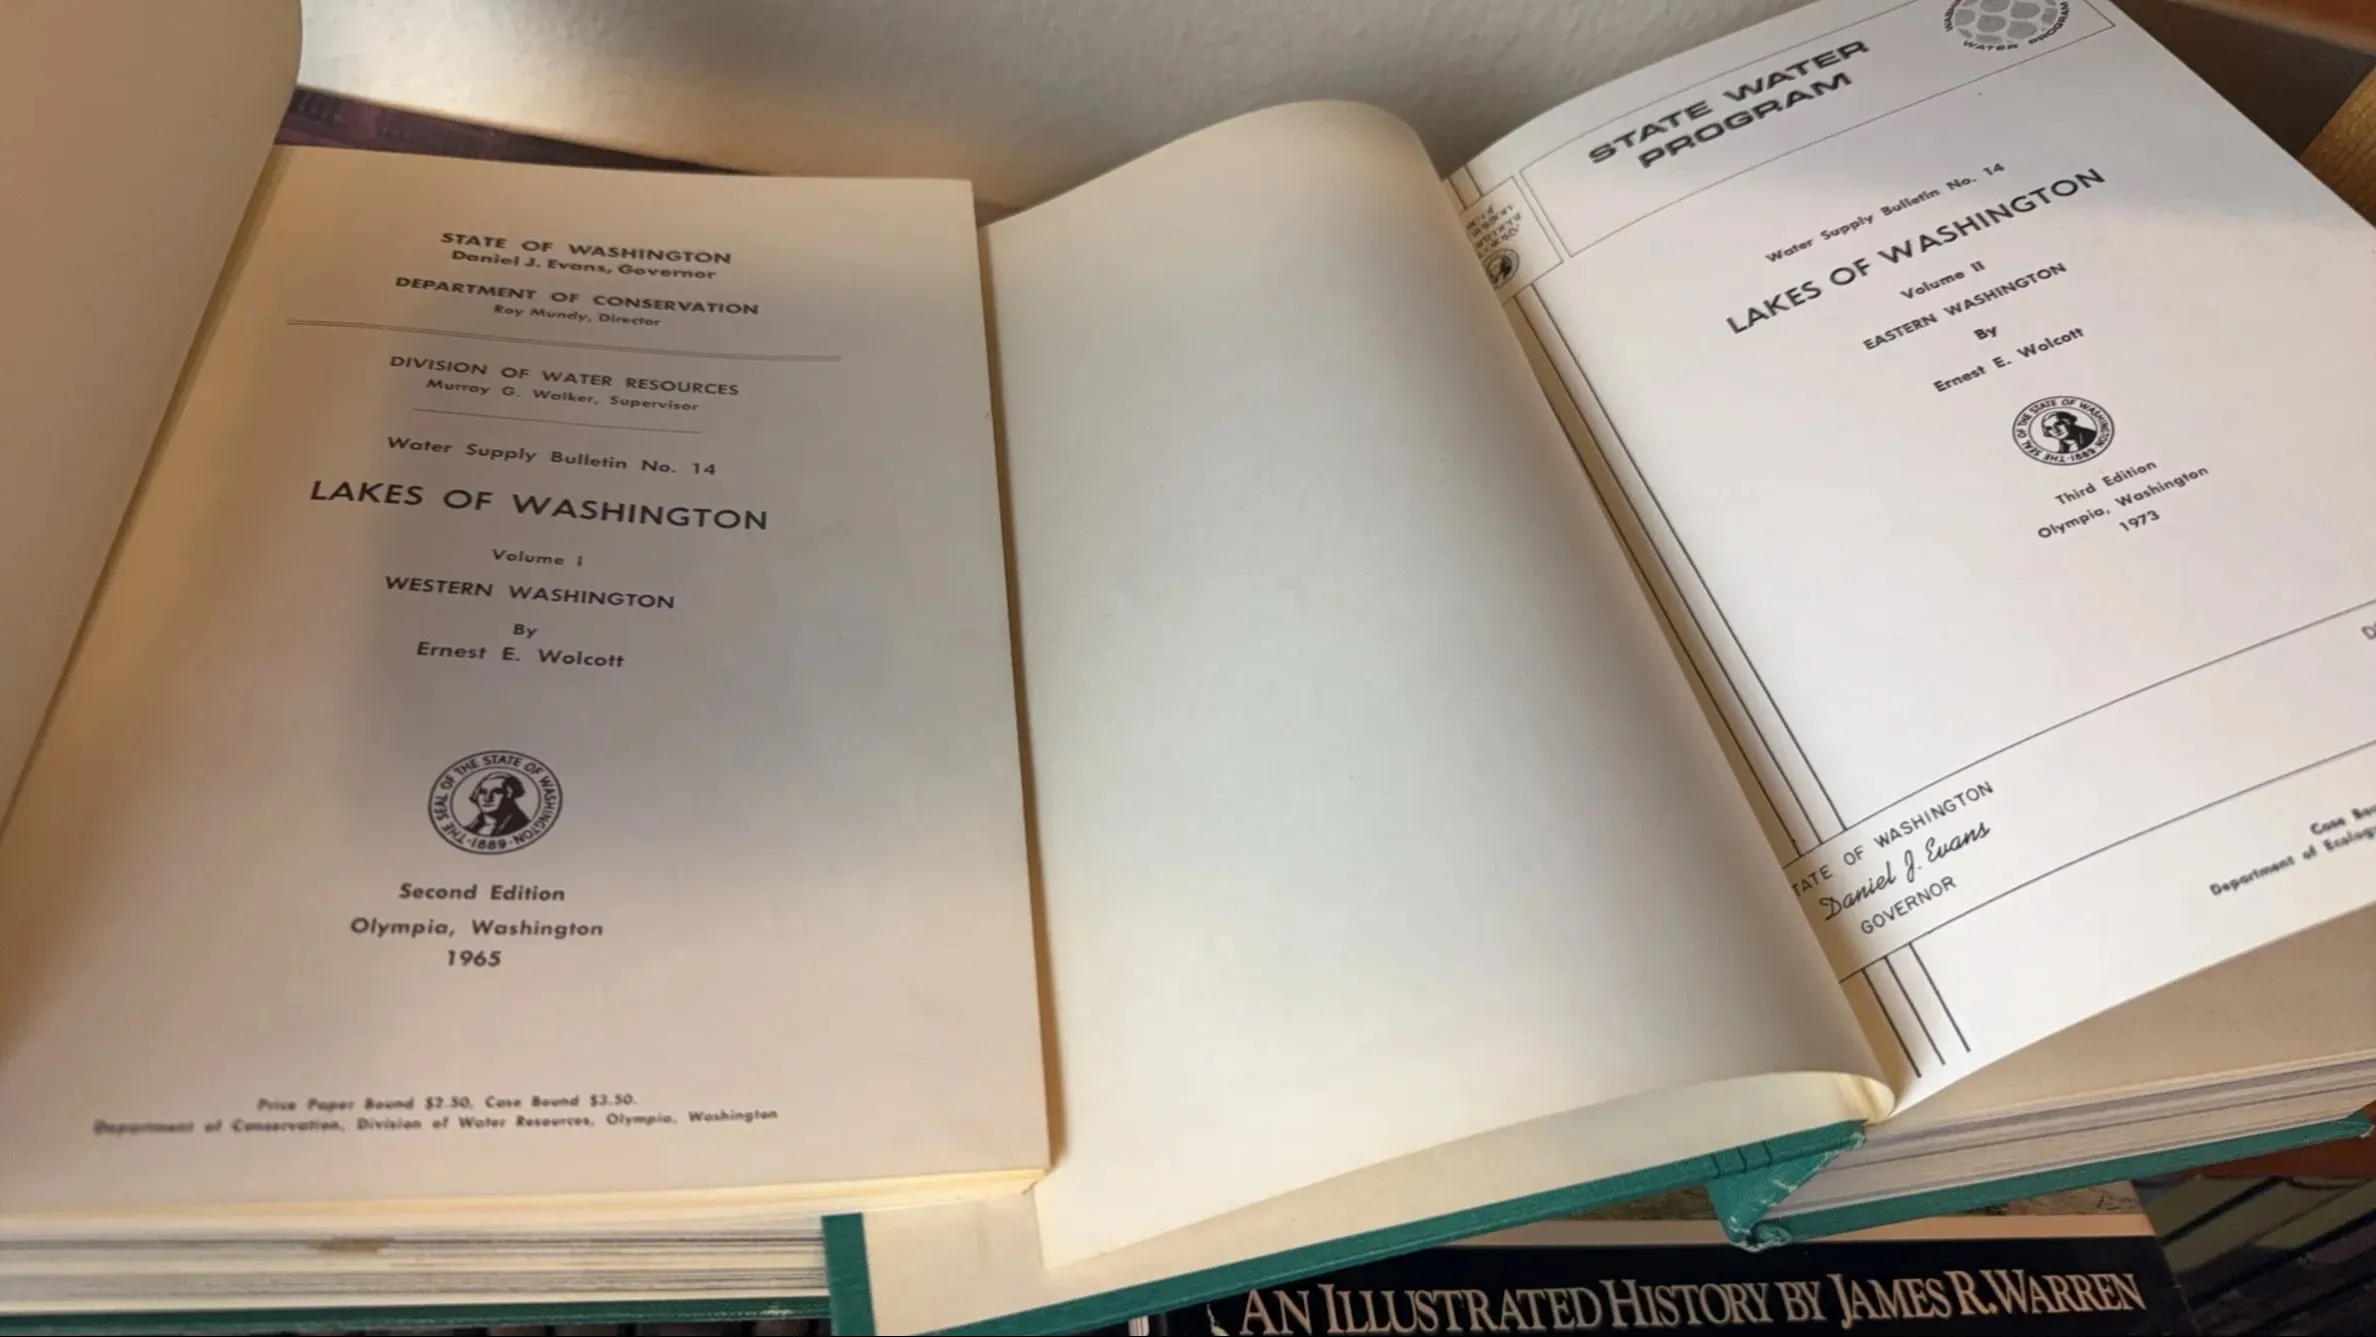 STATE OF WASHINGTON
Daniel J. Evans, Governor
DEPARTMENT OF CONSERVATION
Roy Mundy, Director
DIVISION OF WATER RESOURCES
Murray G. Walker, Supervisor
Water Supply Bulletin No. 14
LAKES OF WASHINGTON
Volume I
WESTERN WASHINGTON
By
Ernest E. Wolcott
THE SEAL OF THE STATE OF WASHINGTON
1889
Second Edition
Olympia, Washington
1965
Price Paper Bound $2.50, Case Bound $3.50.
Department of Conservation, Division of Water Resources, Olympia, Washington
WATER PROGRAM
STATE WATER
PROGRAM
Water Supply Bulletin No. 14
LAKES OF WASHINGTON
Volume II
EASTERN WASHINGTON
By
Ernest E. Wolcott
THE SEAL OF THE STATE OF WASHINGTON
1889
Third Edition
Olympia, Washington
1973
TATE OF WASHINGTON
Daniel J. Evans
GOVERNOR
Case
Department of Ecology
AN ILLUSTRATED HISTORY BY JAMES R. WARREN